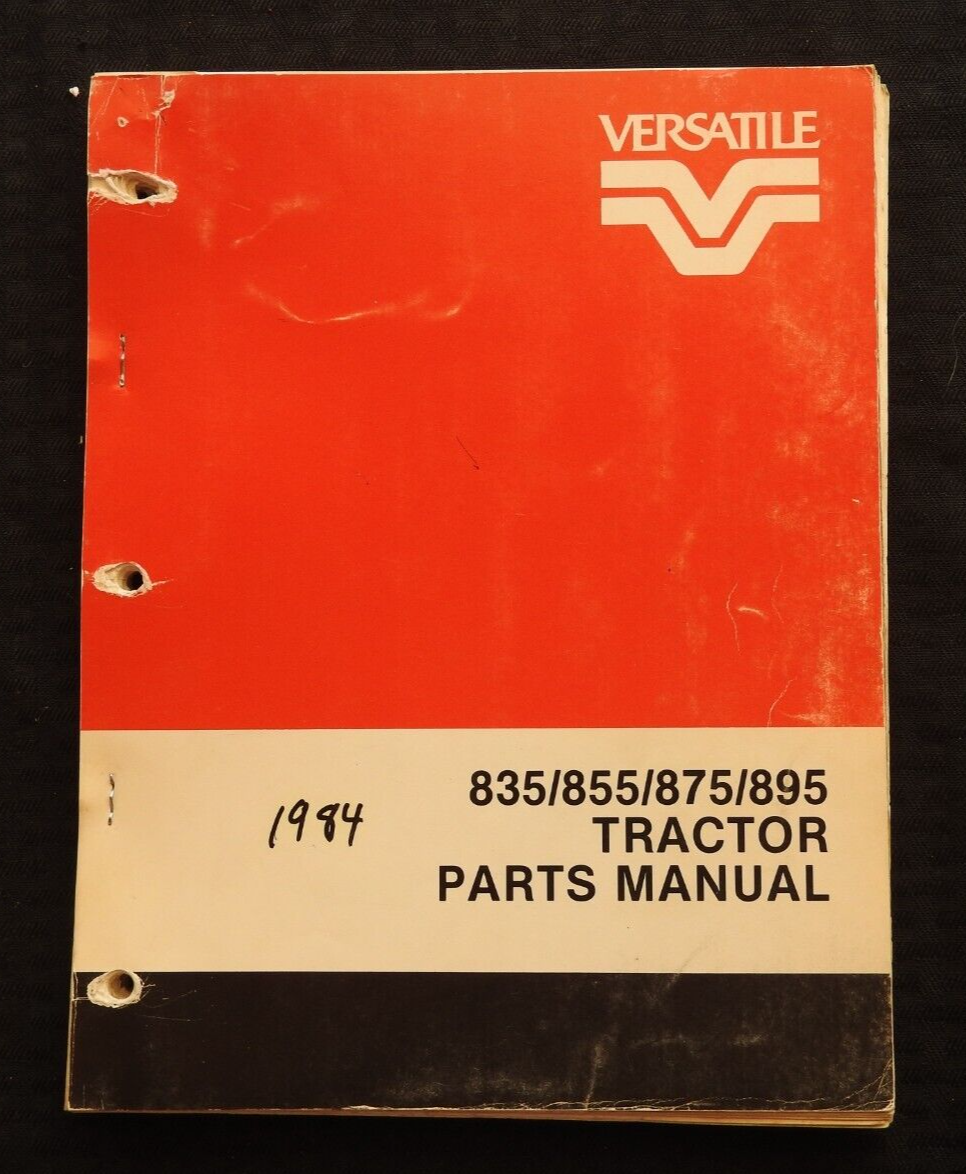 VERSATILE
835/855/875/895
TRACTOR
PARTS MANUAL
1984